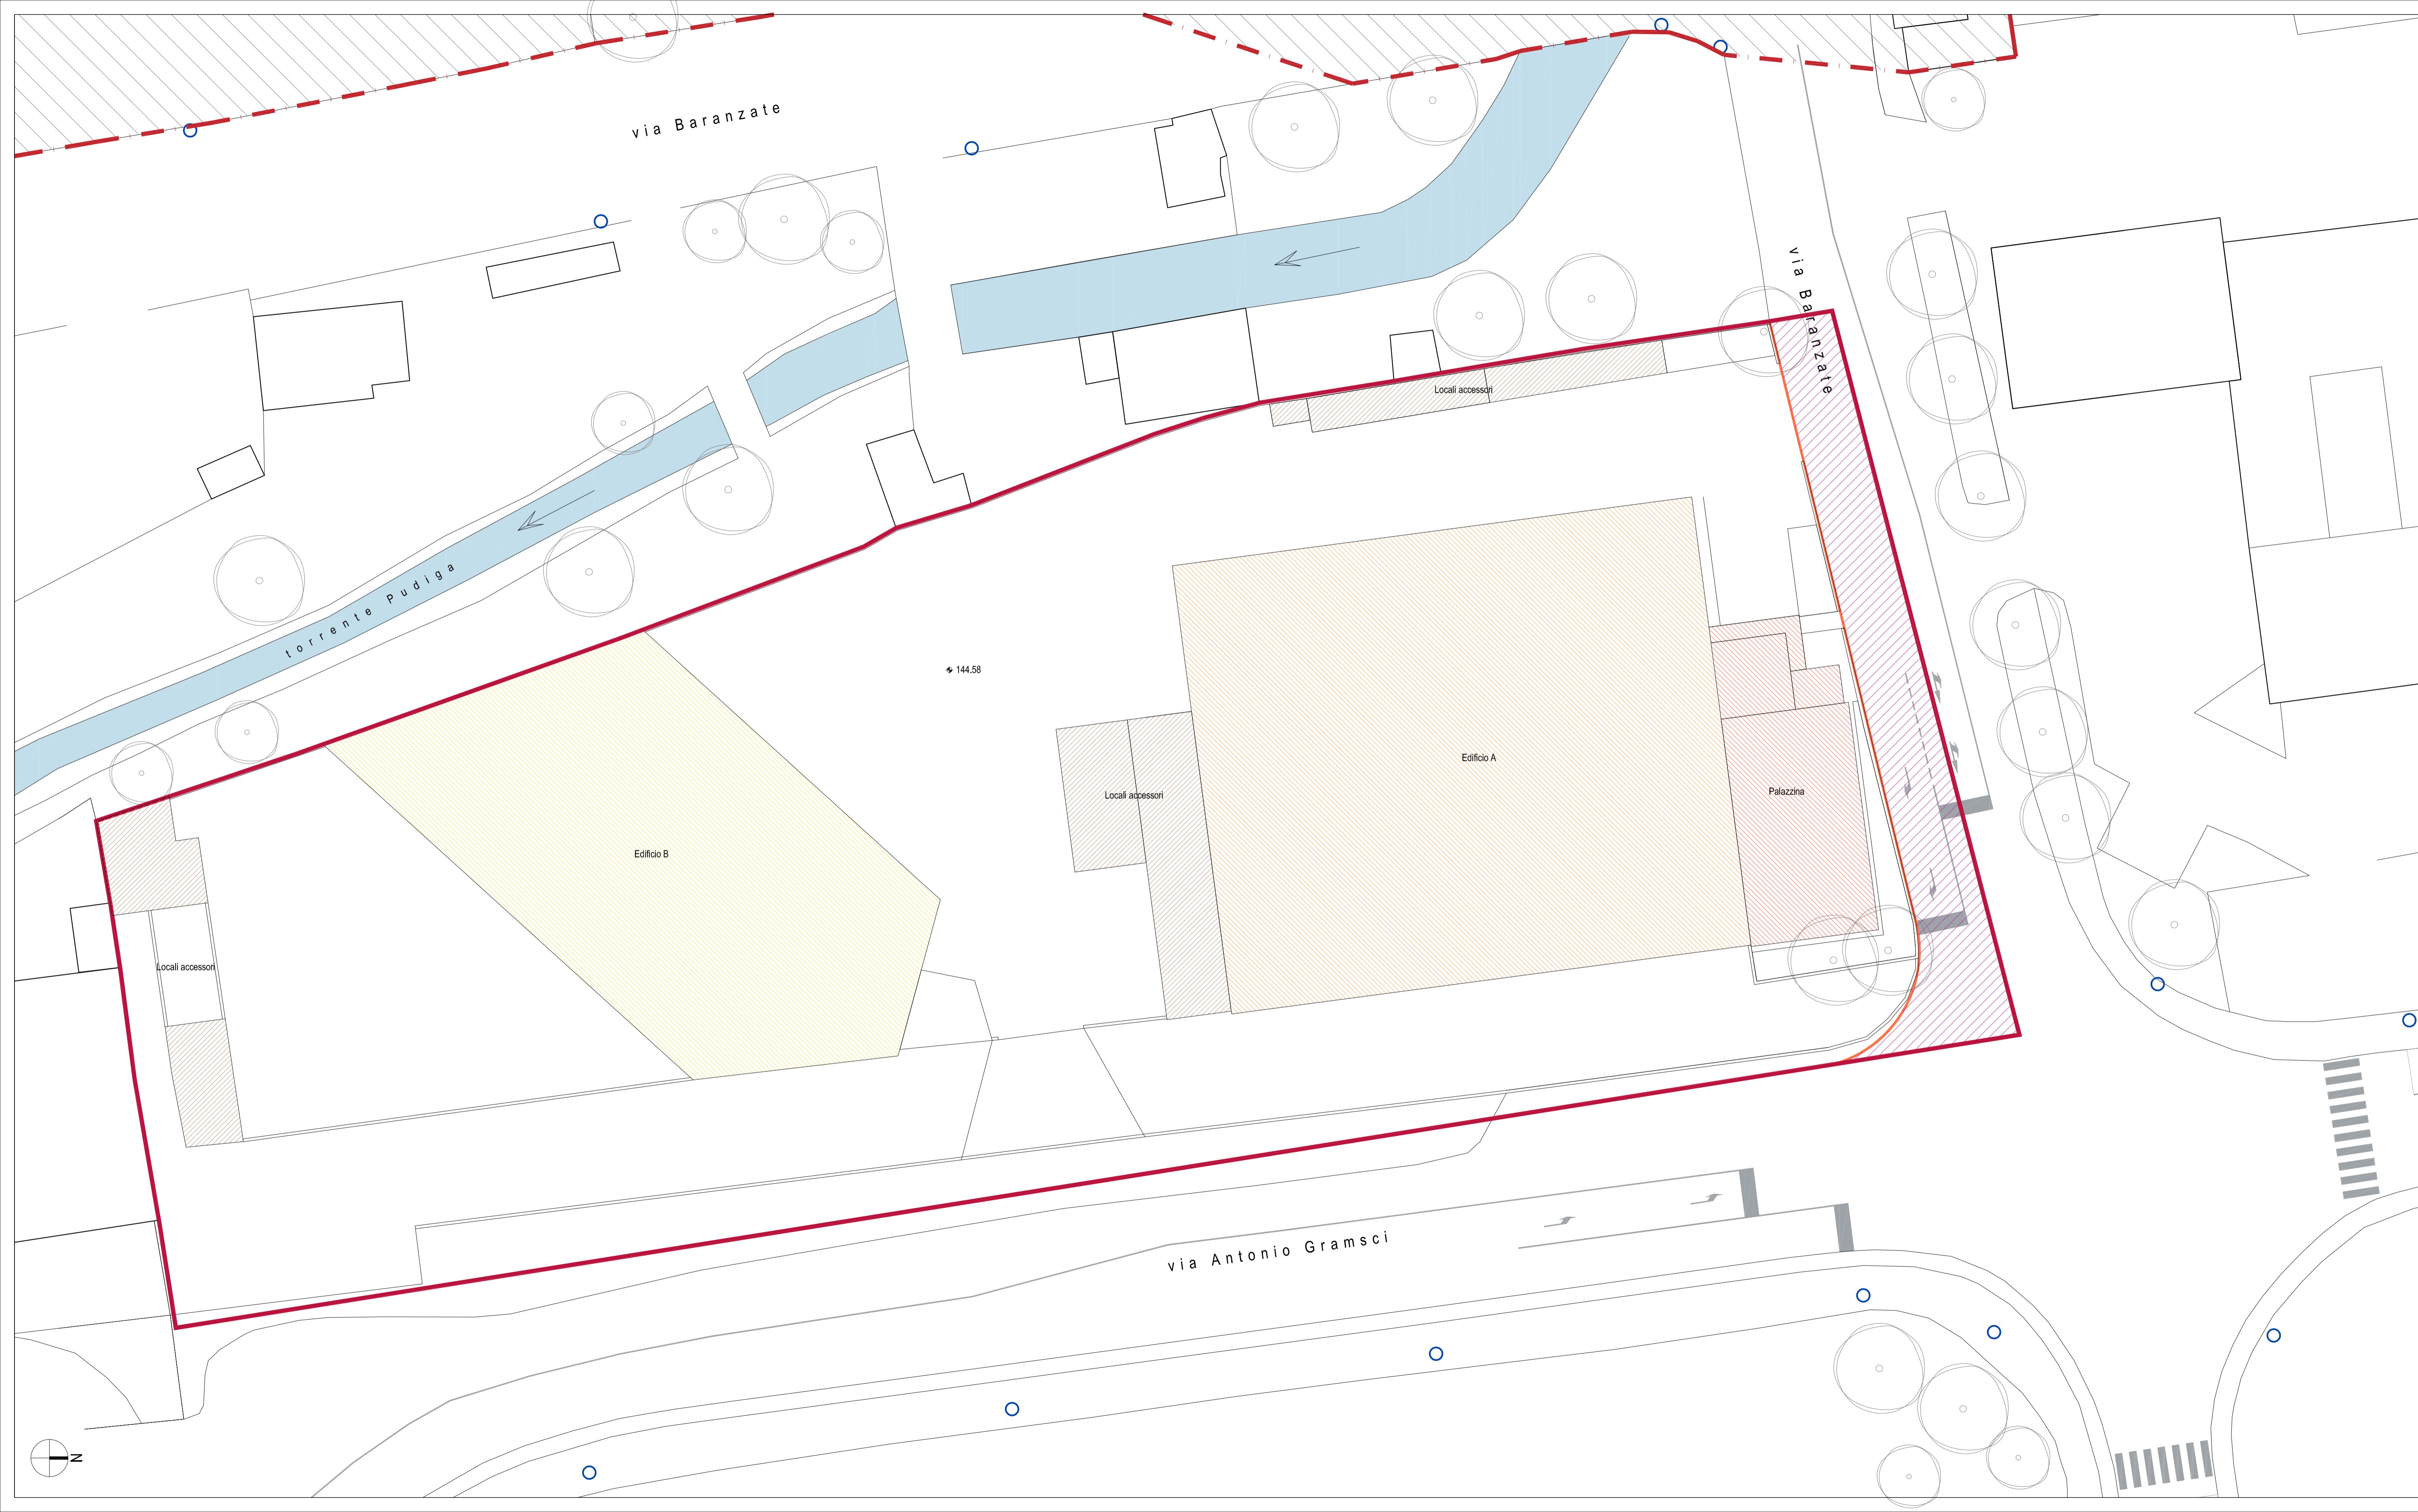 via Baranzate
via Baranzate
Locali accessori
torrente Pudiga
144.58
Edificio A
Palazzina
Locali accessori
Edificio B
Locali accessori
via Antonio Gramsci
N